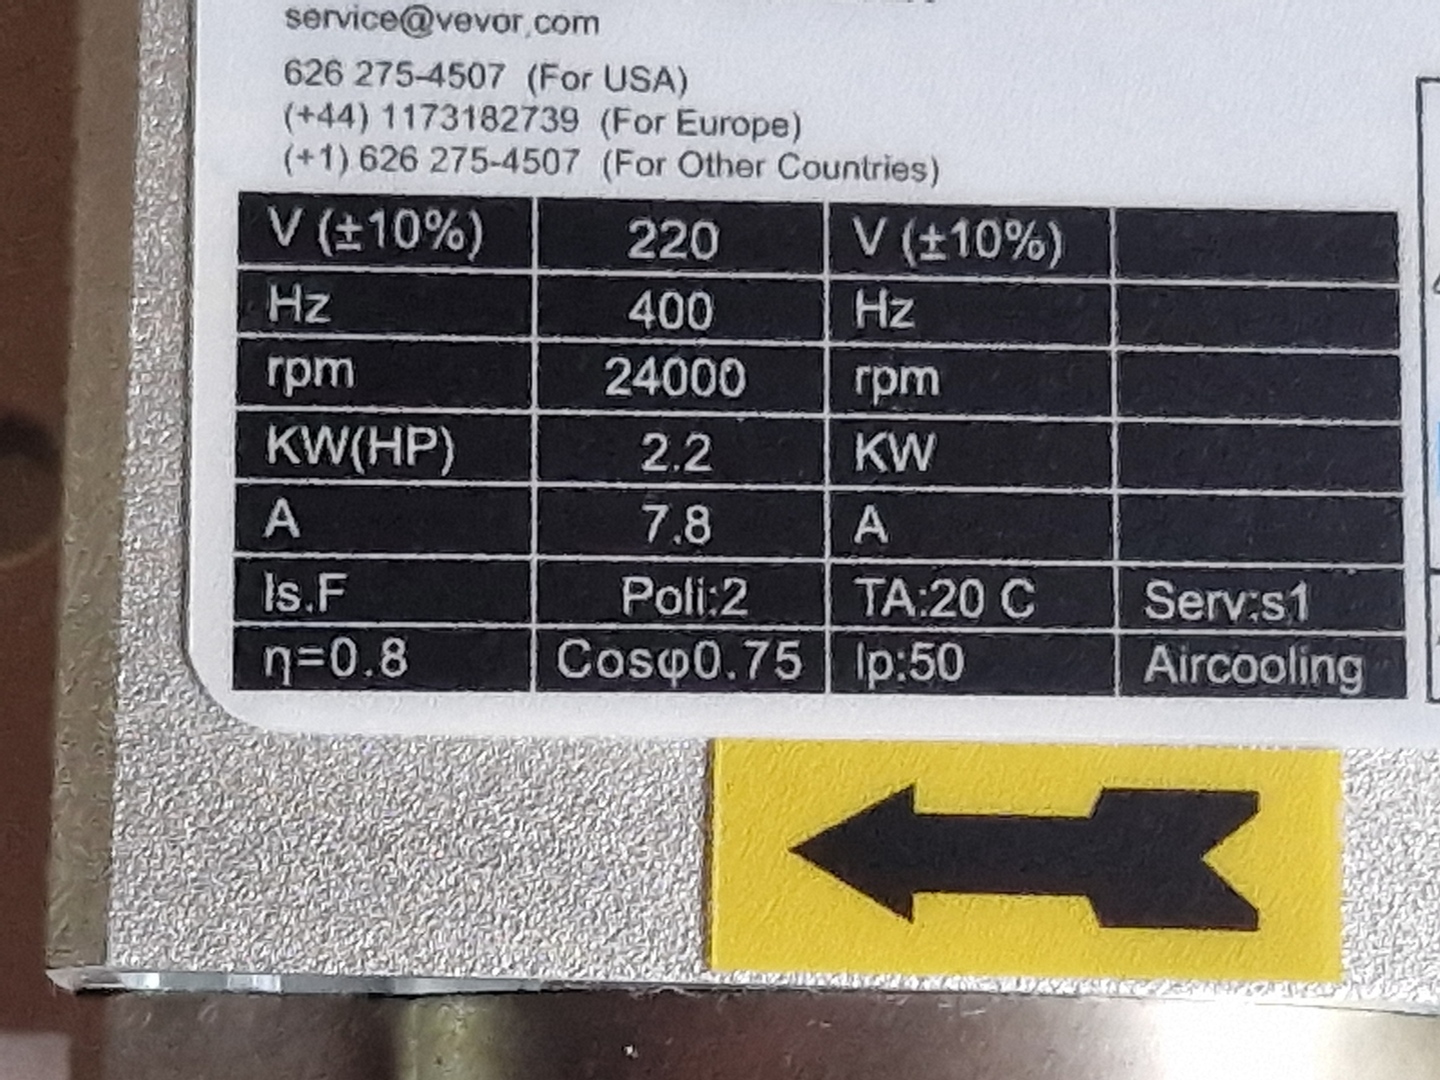 service@vevor.com
626 275-4507 (For USA)
(+44) 1173182739 (For Europe)
(+1) 626 275-4507 (For Other Countries)
V (±10%) 220 V (±10%)
Hz 400 Hz
rpm 24000 rpm
KW(HP) 2.2 KW
A 7.8 A
Is.F Poli:2 TA:20 C Serv:s1
η=0.8 Cosφ0.75 Ip:50 Aircooling